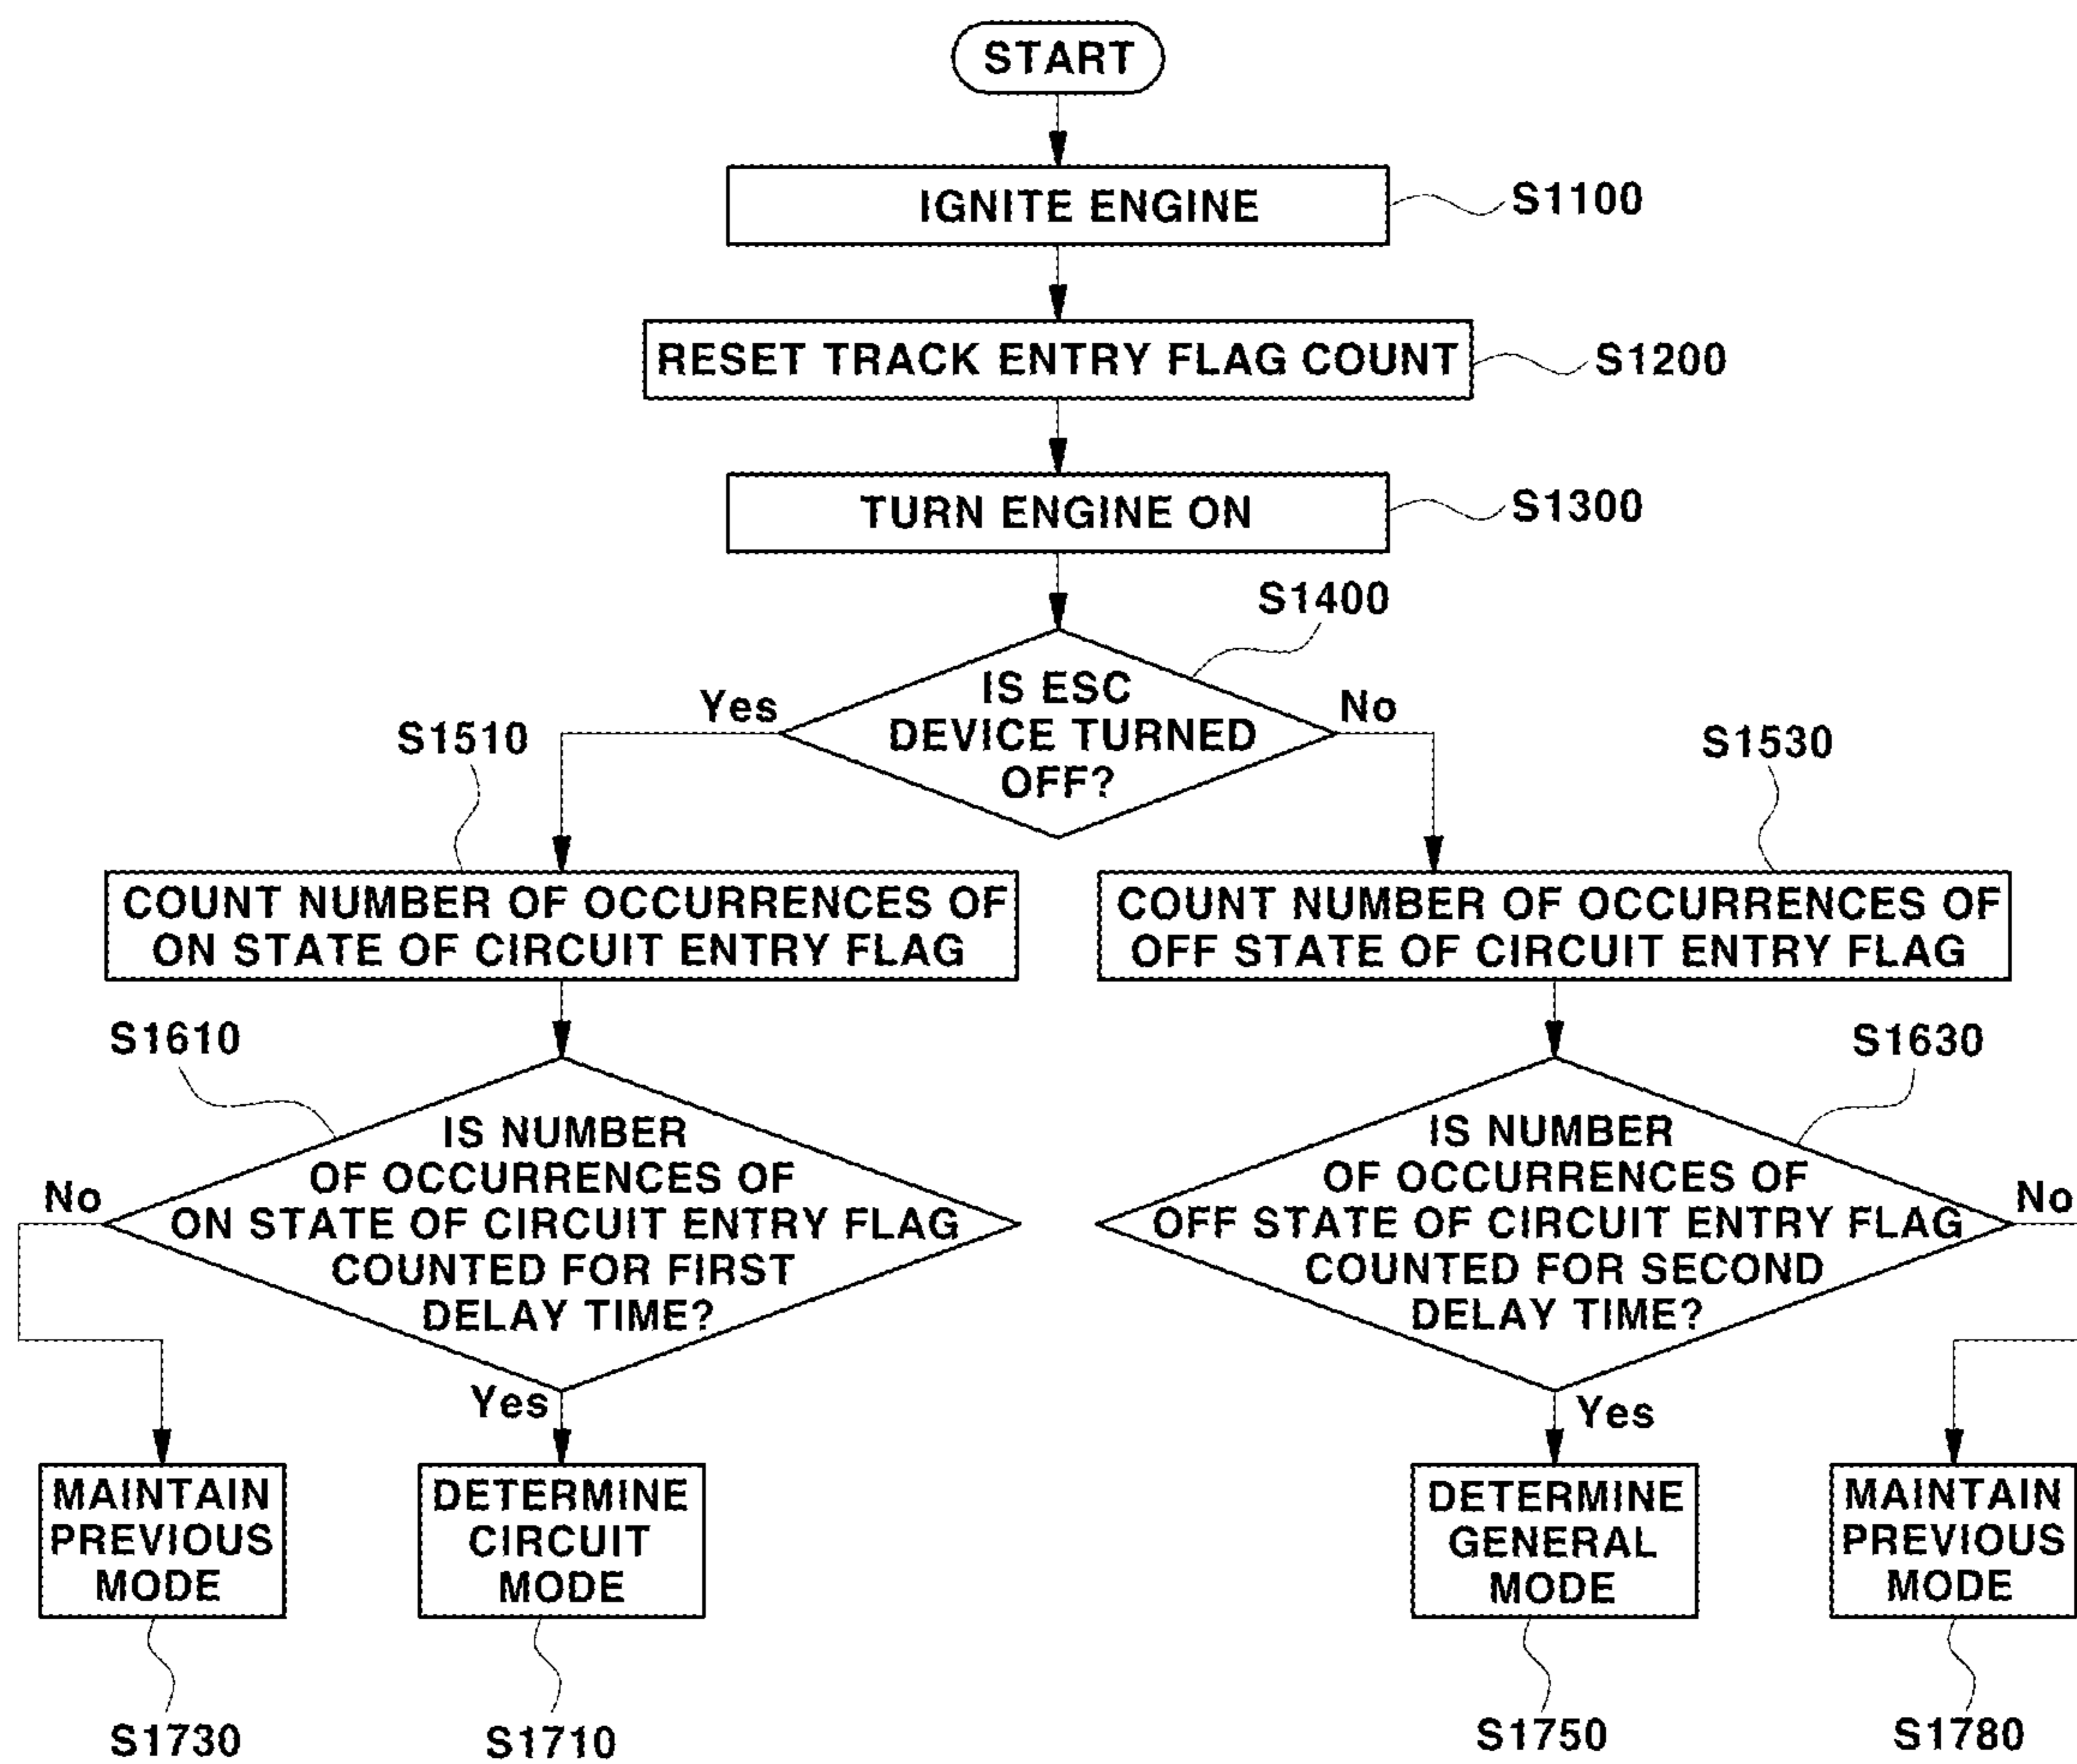 START
IGNITE ENGINE
S1100
RESET TRACK ENTRY FLAG COUNT
S1200
TURN ENGINE ON
S1300
S1400
IS ESC
DEVICE TURNED
OFF?
Yes
No
S1510
S1530
COUNT NUMBER OF OCCURRENCES OF
ON STATE OF CIRCUIT ENTRY FLAG
COUNT NUMBER OF OCCURRENCES OF
OFF STATE OF CIRCUIT ENTRY FLAG
S1610
S1630
IS NUMBER
OF OCCURRENCES OF
ON STATE OF CIRCUIT ENTRY FLAG
COUNTED FOR FIRST
DELAY TIME?
No
Yes
IS NUMBER
OF OCCURRENCES OF
OFF STATE OF CIRCUIT ENTRY FLAG
COUNTED FOR SECOND
DELAY TIME?
No
Yes
MAINTAIN
PREVIOUS
MODE
DETERMINE
CIRCUIT
MODE
DETERMINE
GENERAL
MODE
MAINTAIN
PREVIOUS
MODE
S1730
S1710
S1750
S1780